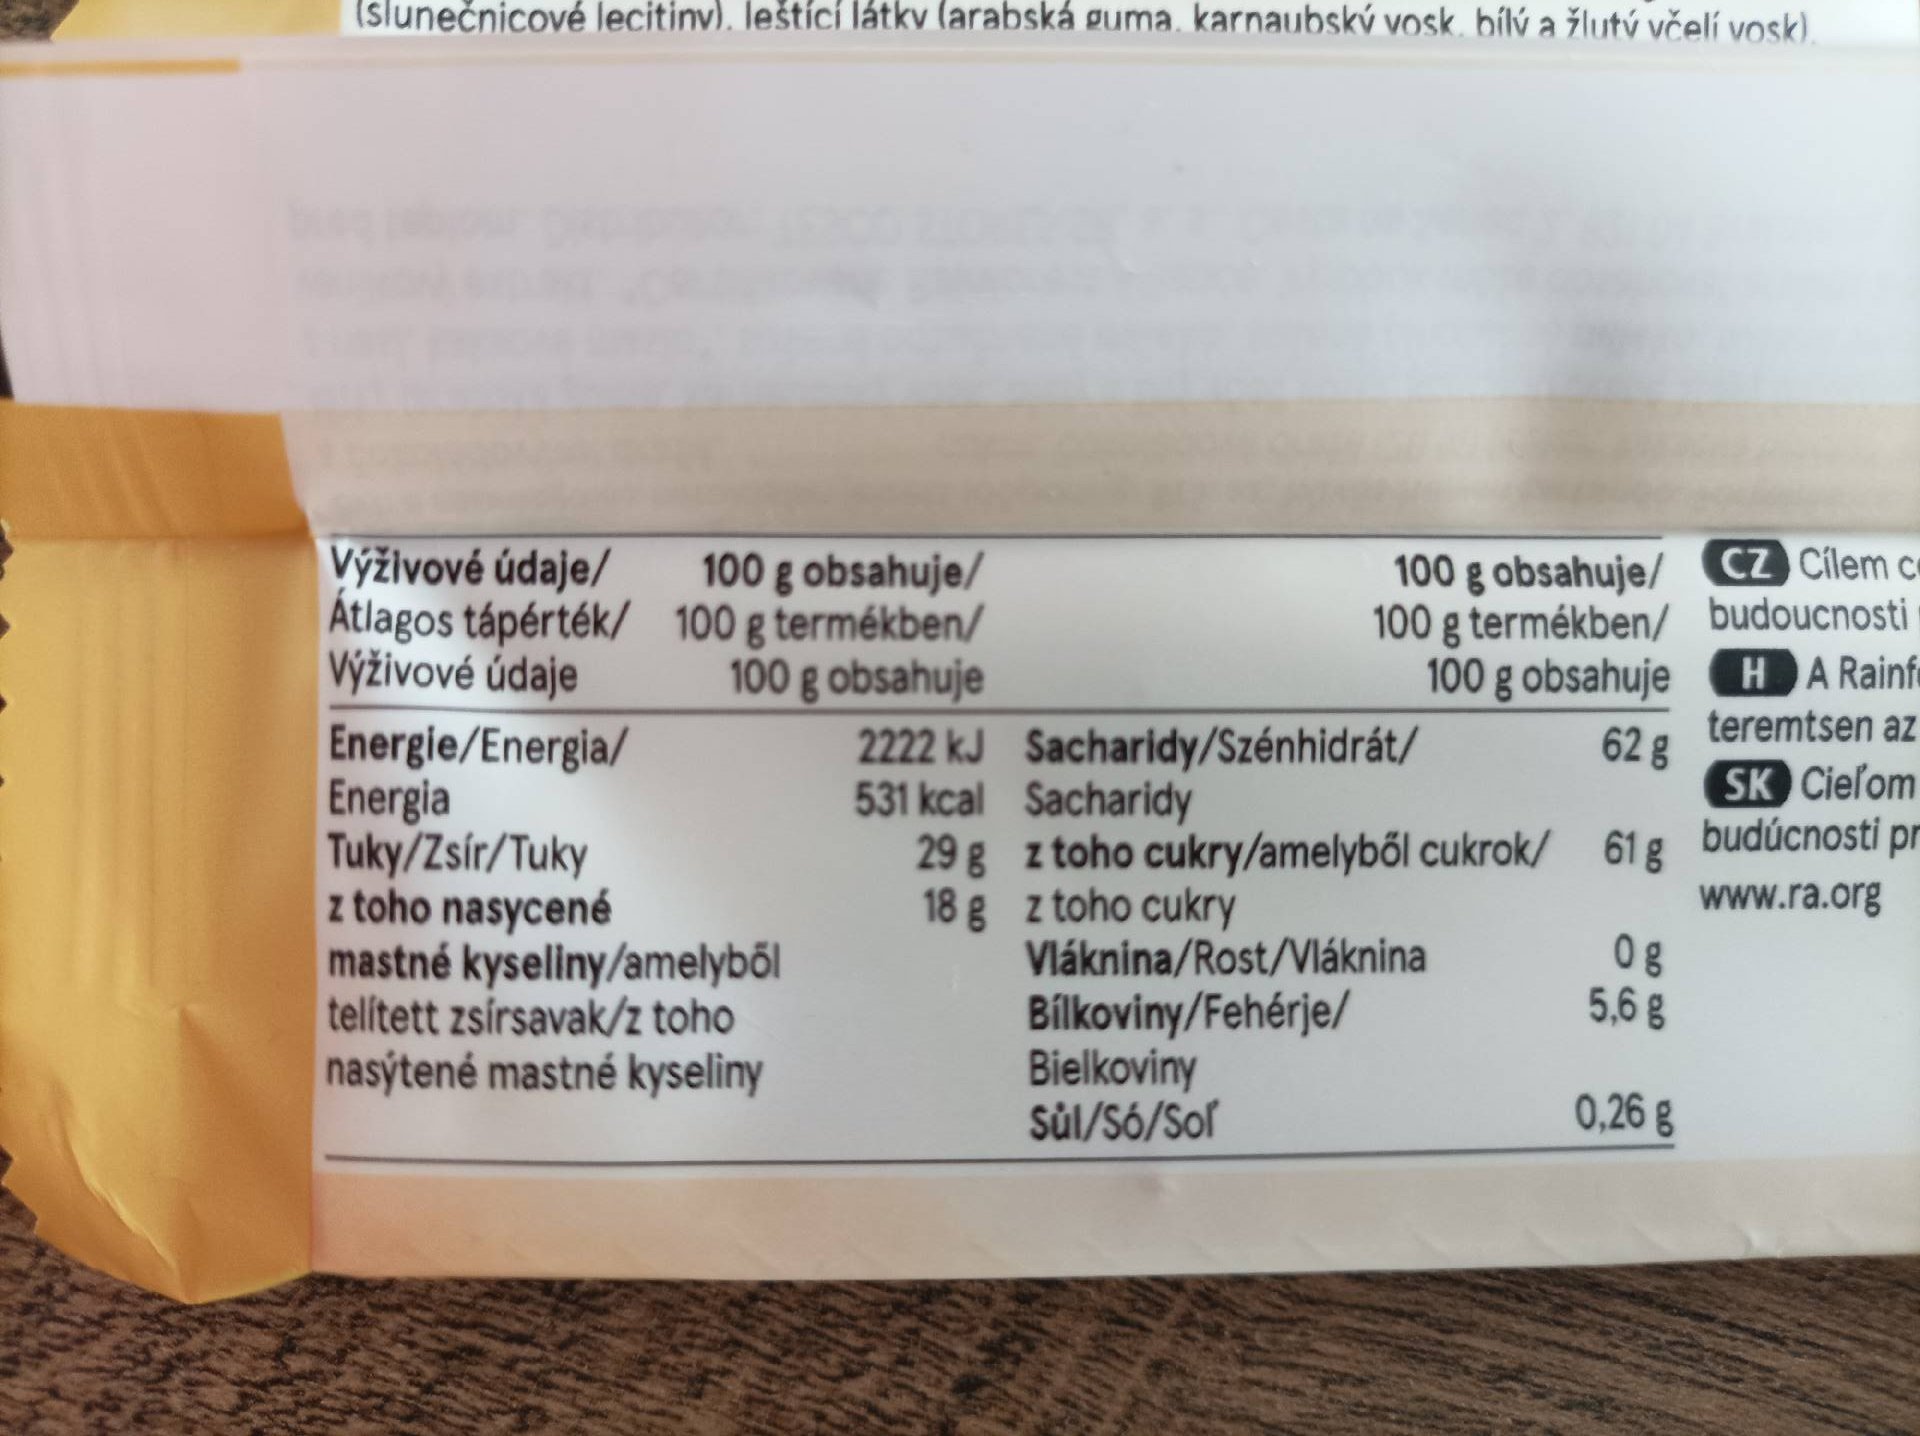 (slunečnicové lecitiny), leštící látky (arabská guma, karnaubský vosk, bílý a žlutý včelí vosk).
Výživové údaje/ 100 g obsahuje/ 100 g obsahuje/
Átlagos tápérték/ 100 g termékben/ 100 g termékben/
Výživové údaje 100 g obsahuje 100 g obsahuje
Energie/Energia/ 2222 kJ Sacharidy/Szénhidrát/ 62 g
Energia 531 kcal Sacharidy
Tuky/Zsír/Tuky 29 g z toho cukry/amelyből cukrok/ 61 g
z toho nasycené 18 g z toho cukry
mastné kyseliny/amelyből Vláknina/Rost/Vláknina 0 g
telített zsírsavak/z toho Bílkoviny/Fehérje/ 5,6 g
nasýtené mastné kyseliny Bielkoviny
Sůl/Só/Soľ 0,26 g
CZ Cílem
budoucnosti
H A
teremtsen az
SK Cieľom
budúcnosti
www.ra.org